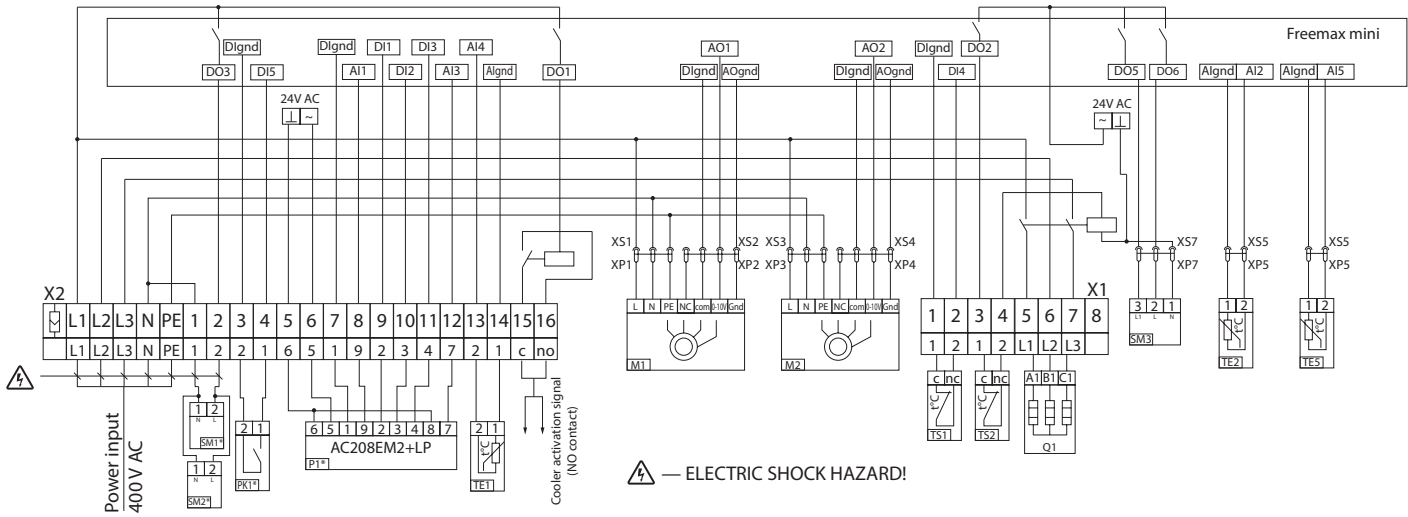 Freemax mini
DIgnd DIgnd DI1 DI3 AI4 AO1 AO2 DIgnd DO2
DO3 DI5 AI1 DI2 AI3 AIgnd DO1 DIgnd AOgnd DIgnd AOgnd DI4 DO5 DO6 AIgnd AI2 AIgnd AI5
24V AC
⊥ ~
24V AC
~ ⊥
XS1 XS2 XS3 XS4 XS7 XS5 XS5
XP1 XP2 XP3 XP4 XP7 XP5 XP5
X2
L1 L2 L3 N PE 1 2 3 4 5 6 7 8 9 10 11 12 13 14 15 16
L1 L2 L3 N PE 1 2 2 1 6 5 1 9 2 3 4 7 2 1 c no
L N PE NC com 0-10V Gnd
M1
L N PE NC com 0-10V Gnd
M2
X1
1 2 3 4 5 6 7 8
1 2 1 2 L1 L2 L3
c nc
t°C
TS1
c nc
t°C
TS2
A1 B1 C1
Q1
3 2 1
L1 L N
SM3
1 2
t°C
TE2
1 2
t°C
TE5
Power input
400 V AC
1 2
N L
SM1*
1 2
N L
SM2*
2 1
PK1*
6 5 1 9 2 3 4 8 7
AC208EM2+LP
P1*
2 1
t°C
TE1
Cooler activation signal
(NO contact)
— ELECTRIC SHOCK HAZARD!